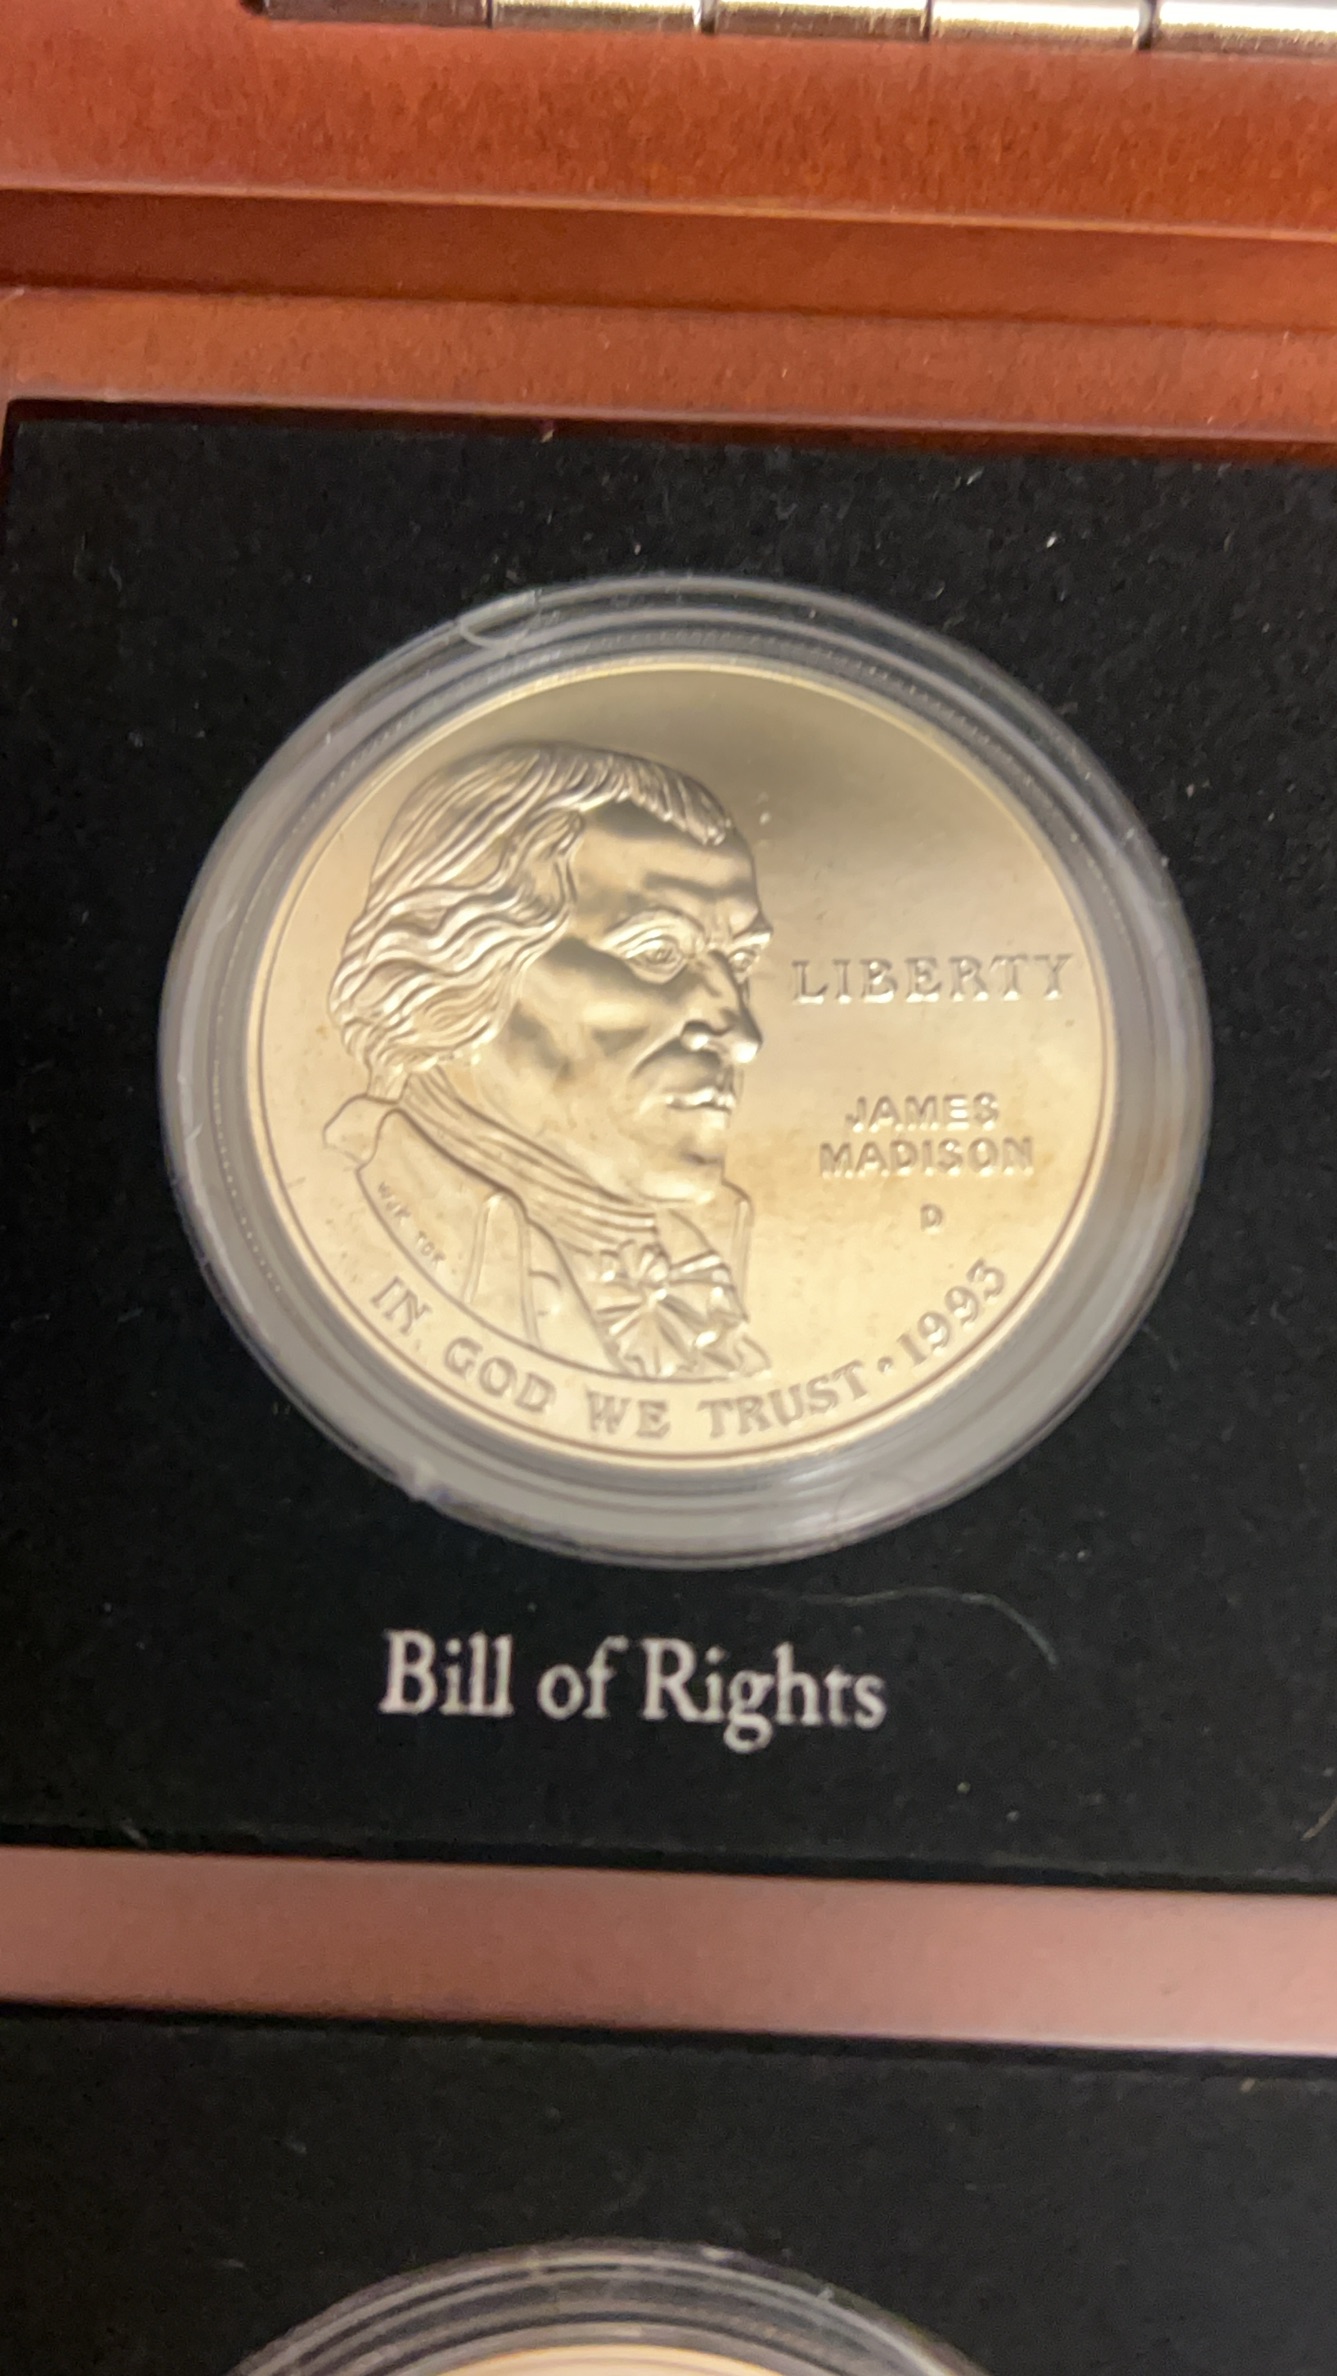 LIBERTY
JAMES
MADISON
D
IN GOD WE TRUST • 1993
Bill of Rights